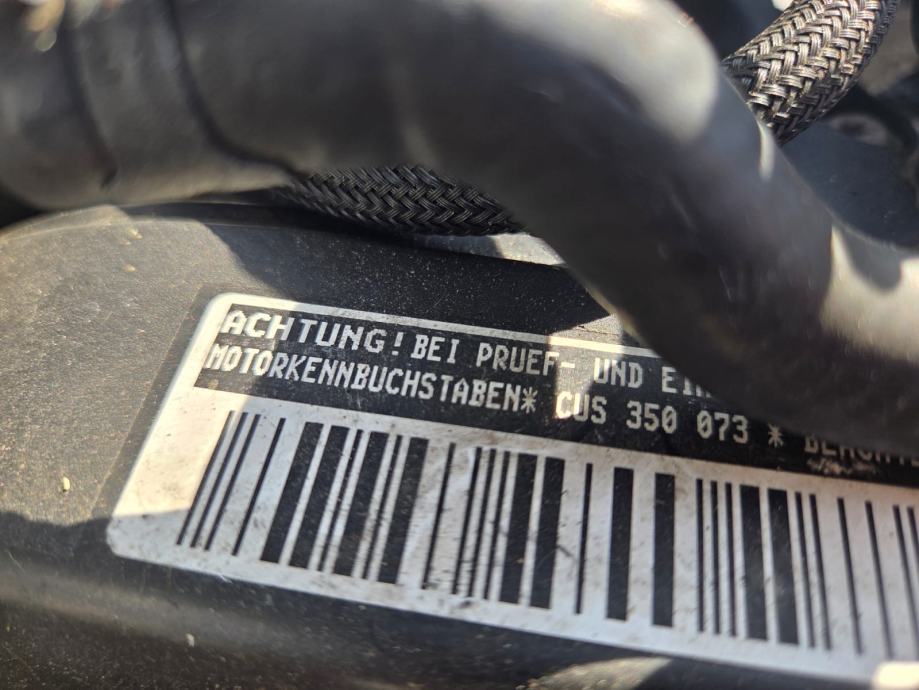 ACHTUNG! BEI PRUEF- UND
MOTORKENNBUCHSTABEN* CUS 350 073 *